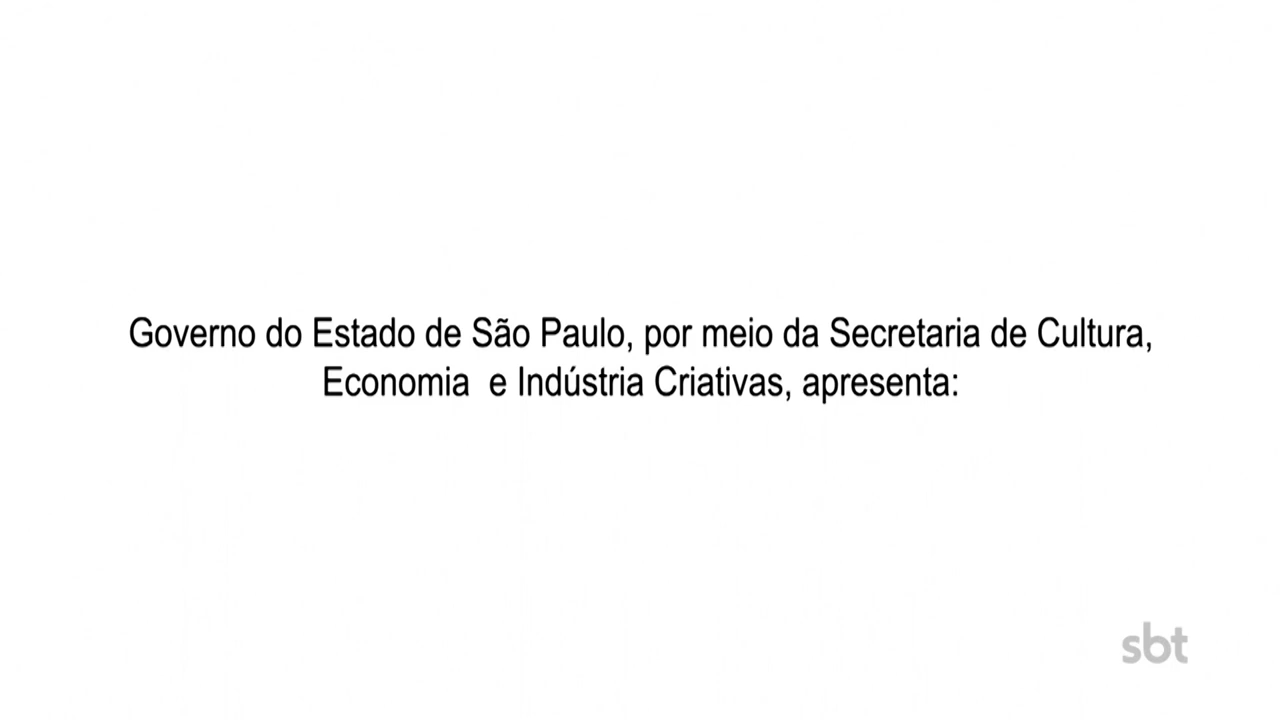 Governo do Estado de São Paulo, por meio da Secretaria de Cultura,
Economia  e Indústria Criativas, apresenta:
sbt